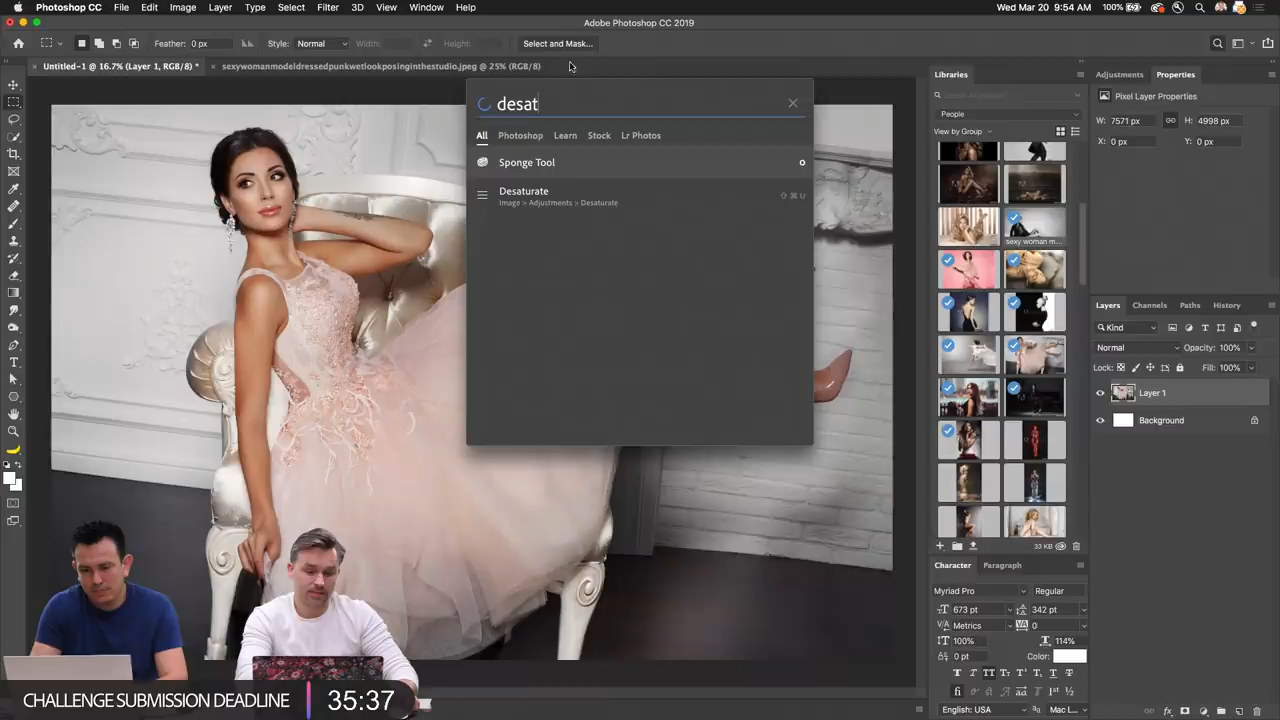 Photoshop CC File Edit Image Layer Type Select Filter 3D View Window Help 100% Wed Mar 20 9:54 AM
Adobe Photoshop CC 2019
Feather: 0 px Style: Normal Width: Height: Select and Mask...
Untitled-1 @ 16.7% (Layer 1, RGB/8) * sexywomanmodeldressedpunkwetlookposinginthestudio.jpeg @ 25% (RGB/8)
desat
All Photoshop Learn Stock Lr Photos
Sponge Tool O
Desaturate ⇧⌘U
Image > Adjustments > Desaturate
Libraries
People
View by Group
sexy woman m...
33 KB
Character Paragraph
Myriad Pro Regular
673 pt 342 pt
Metrics 0
100% 114%
0 pt Color:
English: USA Mac L...
Adjustments Properties
Pixel Layer Properties
W: 7571 px H: 4998 px
X: 0 px Y: 0 px
Layers Channels Paths History
Kind
Normal Opacity: 100%
Lock: Fill: 100%
Layer 1
Background
CHALLENGE SUBMISSION DEADLINE 35:37